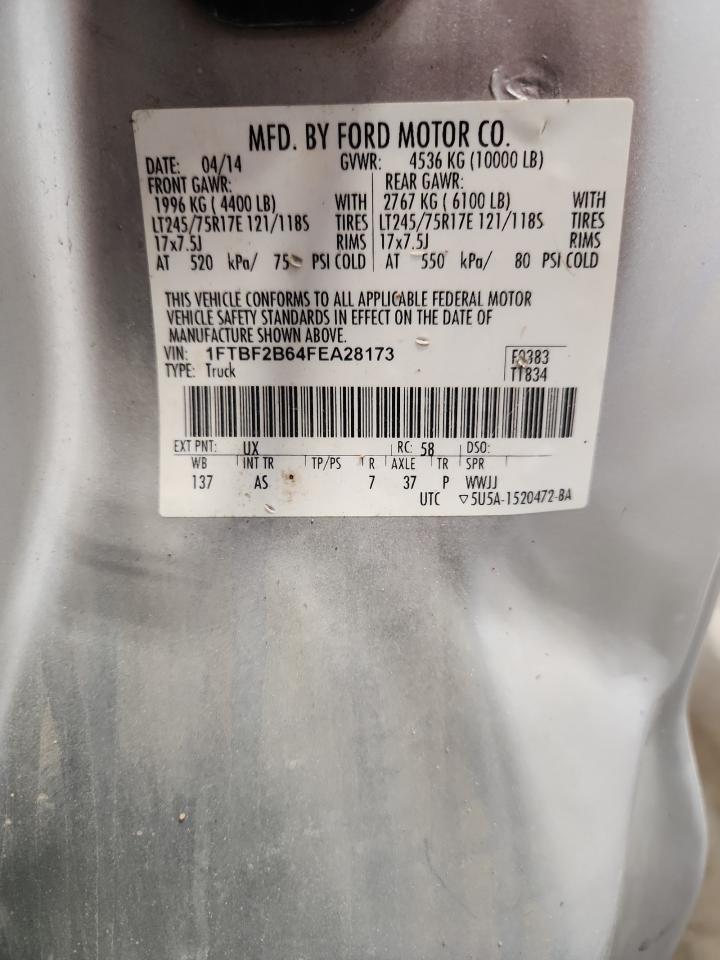 MFD. BY FORD MOTOR CO.
DATE: 04/14 GVWR: 4536 KG (10000 LB)
FRONT GAWR: REAR GAWR:
1996 KG ( 4400 LB) WITH 2767 KG ( 6100 LB) WITH
LT245/75R17E 121/118S TIRES LT245/75R17E 121/118S TIRES
17x7.5J RIMS 17x7.5J RIMS
AT 520 kPa/ 75 PSI COLD AT 550 kPa/ 80 PSI COLD
THIS VEHICLE CONFORMS TO ALL APPLICABLE FEDERAL MOTOR
VEHICLE SAFETY STANDARDS IN EFFECT ON THE DATE OF
MANUFACTURE SHOWN ABOVE.
VIN: 1FTBF2B64FEA28173
TYPE: Truck T1834
EXT PNT: UX RC: 58 DSO:
WB INT TR TP/PS R AXLE TR SPR
137 AS 7 37 P WWJJ
UTC ▽5U5A-1520472-BA